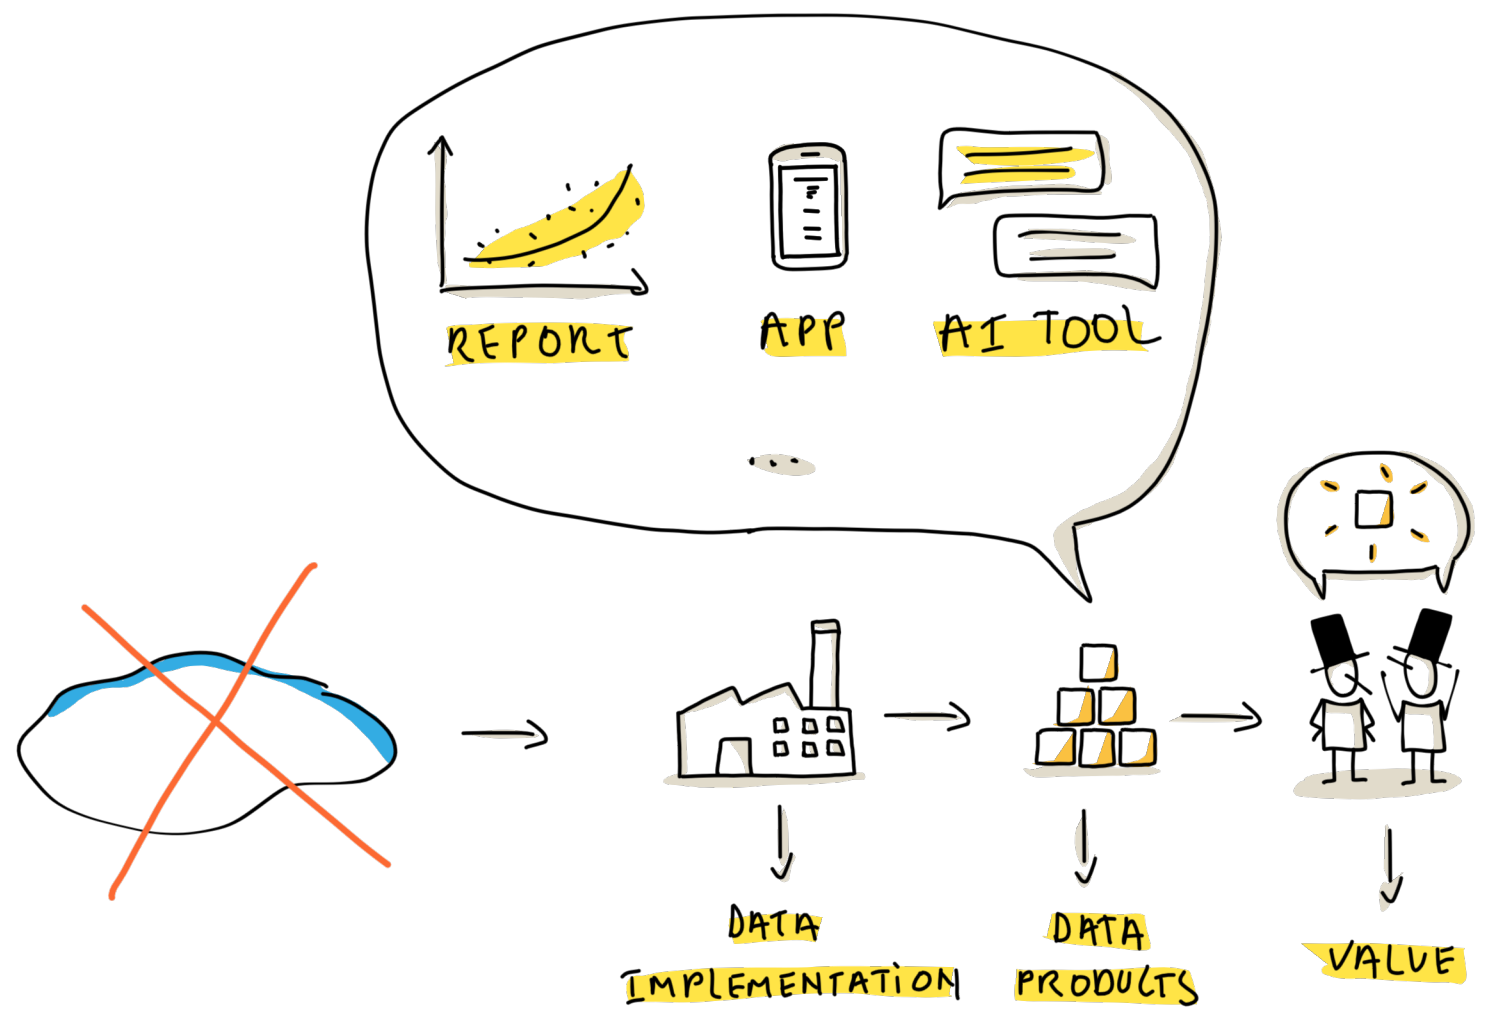 REPORT
APP
AI TOOL
...
DATA
IMPLEMENTATION
DATA
PRODUCTS
VALUE